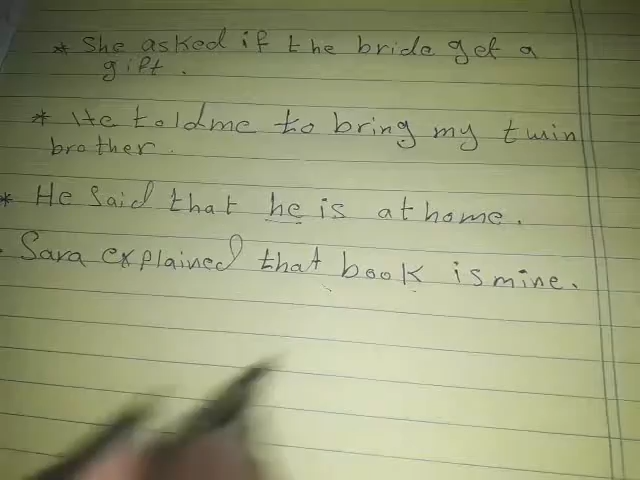 * She asked if the bride get a
gift.
* He told me to bring my twin
brother.
* He said that he is at home.
. Sara explained that book is mine.